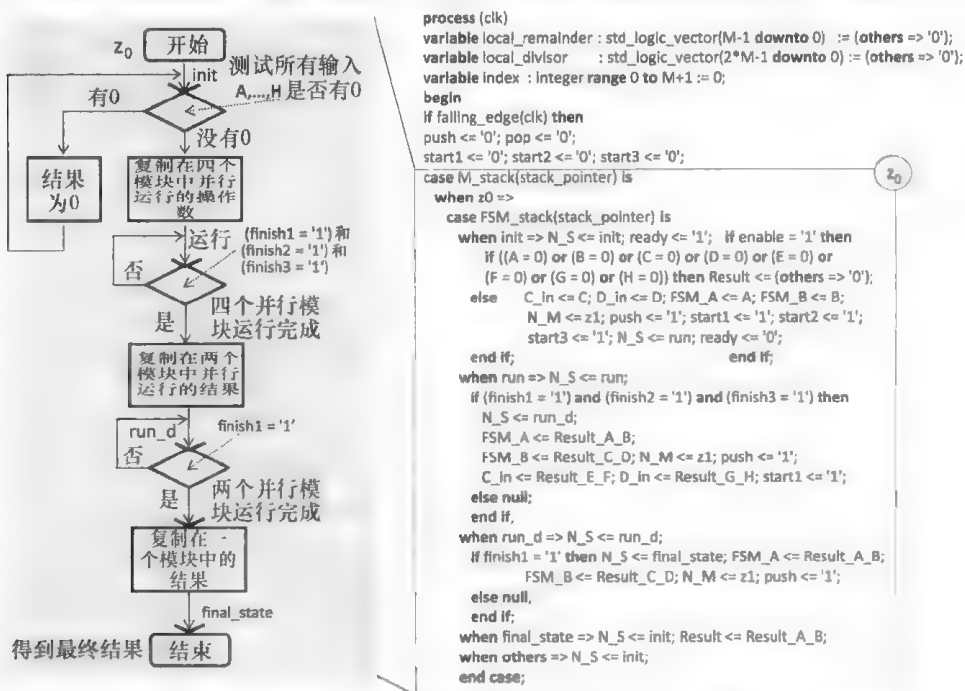 z₀
开始
init
测试所有输入
A,...,H 是否有0
有0
没有0
结果
为0
复制在四个
模块中并行
运行的操作
数
运行
(finish1 = '1') 和
(finish2 = '1') 和
(finish3 = '1')
否
是
四个并行模
块运行完成
复制在两个
模块中并行
运行的结果
run_d
finish1 = '1'
否
是
两个并行模
块运行完成
复制在一
个模块中的
结果
final_state
得到最终结果
结束
process (clk)
variable local_remainder : std_logic_vector(M-1 downto 0) := (others => '0');
variable local_divisor : std_logic_vector(2*M-1 downto 0) := (others => '0');
variable index : integer range 0 to M+1 := 0;
begin
if falling_edge(clk) then
push <= '0'; pop <= '0';
start1 <= '0'; start2 <= '0'; start3 <= '0';
case M_stack(stack_pointer) is
z₀
when z0 =>
case FSM_stack(stack_pointer) is
when init => N_S <= init; ready <= '1'; if enable = '1' then
if ((A = 0) or (B = 0) or (C = 0) or (D = 0) or (E = 0) or
(F = 0) or (G = 0) or (H = 0)) then Result <= (others => '0');
else C_in <= C; D_in <= D; FSM_A <= A; FSM_B <= B;
N_M <= z1; push <= '1'; start1 <= '1'; start2 <= '1';
start3 <= '1'; N_S <= run; ready <= '0';
end if; end if;
when run => N_S <= run;
if (finish1 = '1') and (finish2 = '1') and (finish3 = '1') then
N_S <= run_d;
FSM_A <= Result_A_B;
FSM_B <= Result_C_D; N_M <= z1; push <= '1';
C_in <= Result_E_F; D_in <= Result_G_H; start1 <= '1';
else null;
end if,
when run_d => N_S <= run_d;
if finish1 = '1' then N_S <= final_state; FSM_A <= Result_A_B;
FSM_B <= Result_C_D; N_M <= z1; push <= '1';
else null,
end if;
when final_state => N_S <= init; Result <= Result_A_B;
when others => N_S <= init;
end case;